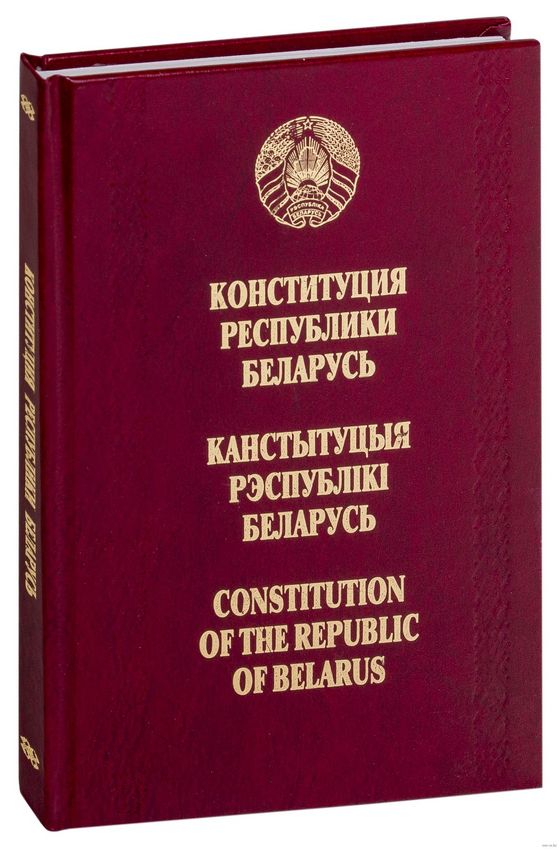 РЭСПУБЛІКА
БЕЛАРУСЬ
КОНСТИТУЦИЯ
РЕСПУБЛИКИ
БЕЛАРУСЬ
КАНСТЫТУЦЫЯ
РЭСПУБЛІКІ
БЕЛАРУСЬ
CONSTITUTION
OF THE REPUBLIC
OF BELARUS
КОНСТИТУЦИЯ РЕСПУБЛИКИ БЕЛАРУСЬ